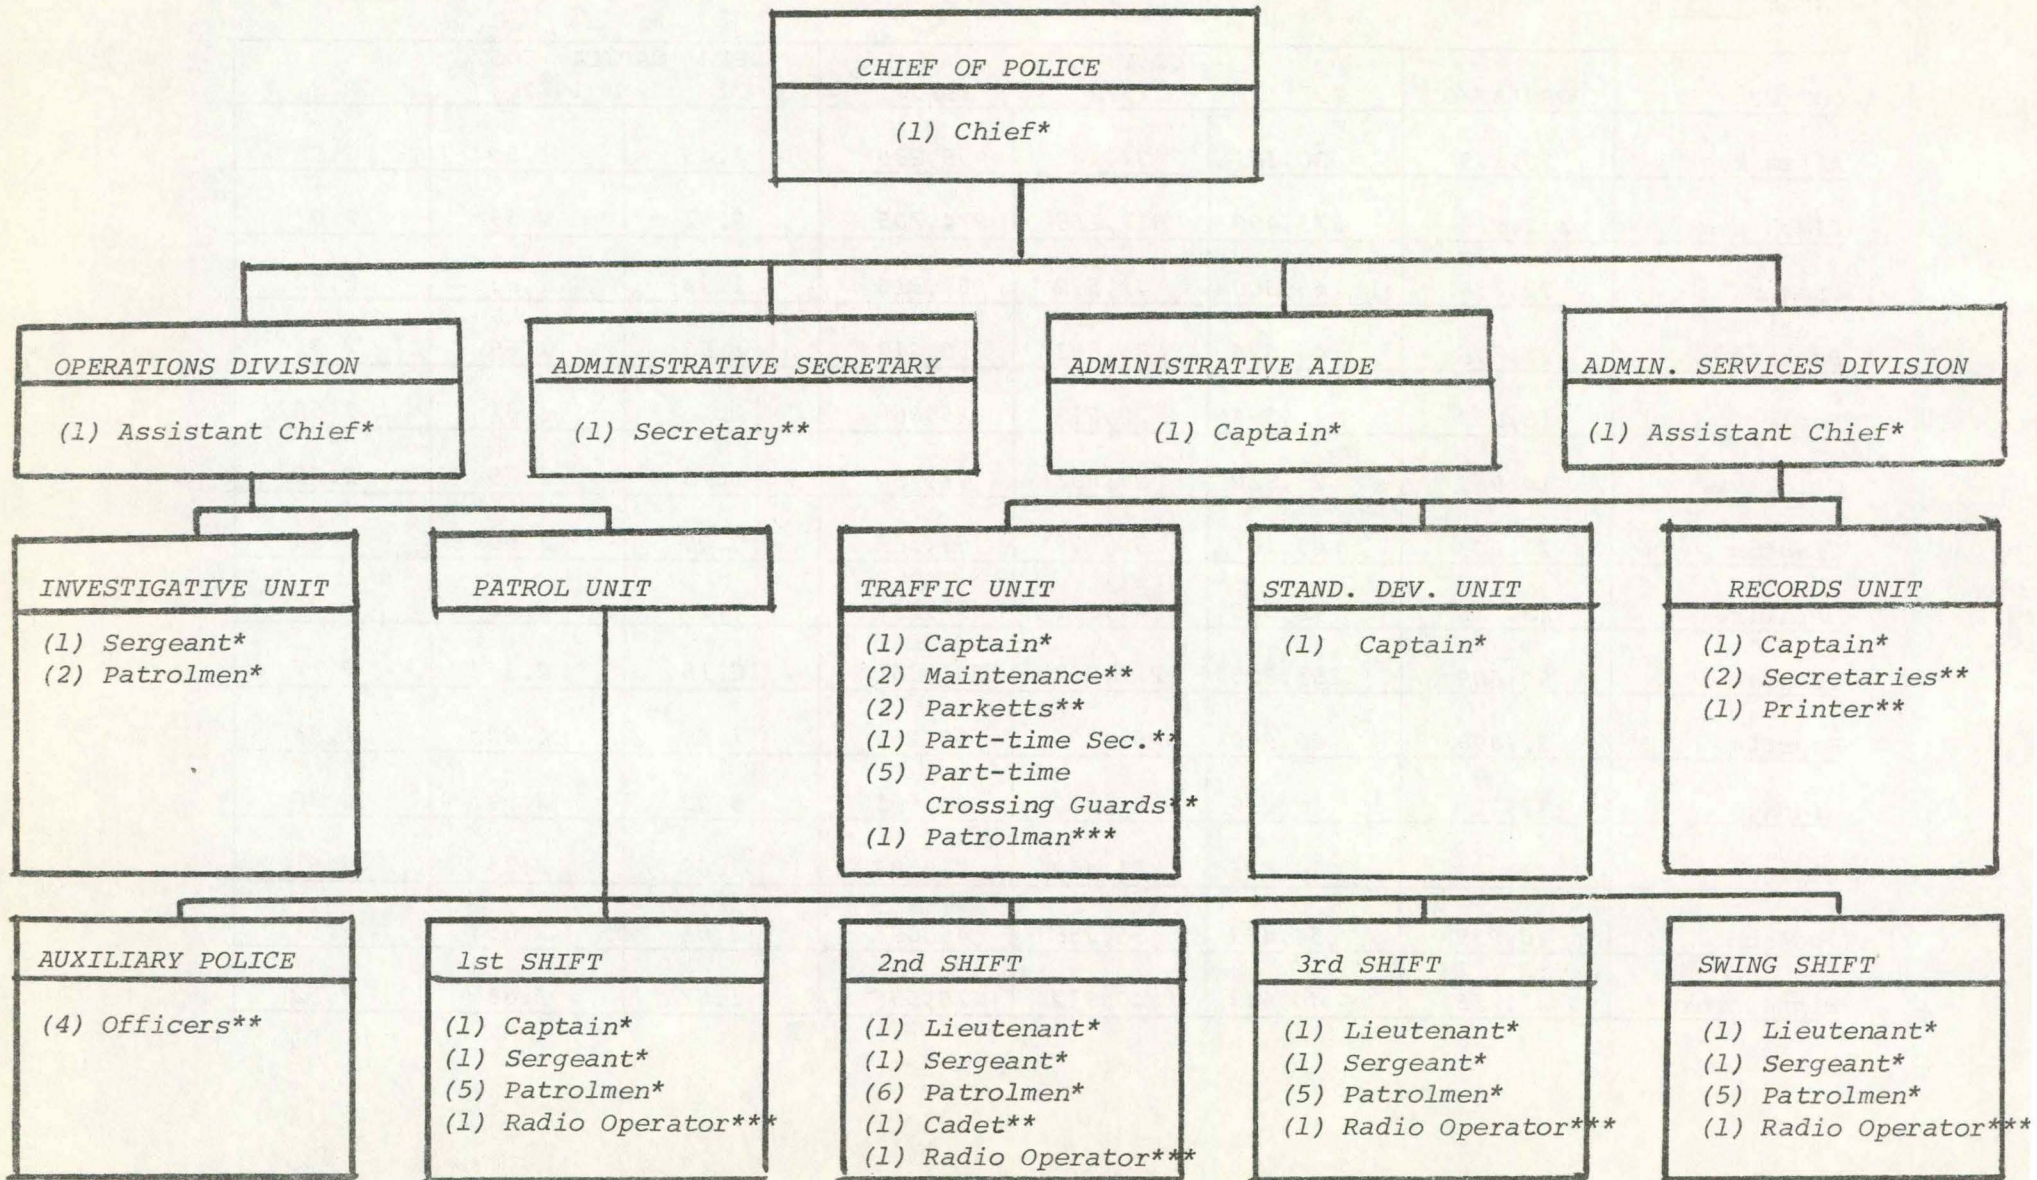 CHIEF OF POLICE
(1) Chief*
OPERATIONS DIVISION
(1) Assistant Chief*
ADMINISTRATIVE SECRETARY
(1) Secretary**
ADMINISTRATIVE AIDE
(1) Captain*
ADMIN. SERVICES DIVISION
(1) Assistant Chief*
INVESTIGATIVE UNIT
(1) Sergeant*
(2) Patrolmen*
PATROL UNIT
TRAFFIC UNIT
(1) Captain*
(2) Maintenance**
(2) Parketts**
(1) Part-time Sec.**
(5) Part-time
Crossing Guards**
(1) Patrolman***
STAND. DEV. UNIT
(1) Captain*
RECORDS UNIT
(1) Captain*
(2) Secretaries**
(1) Printer**
AUXILIARY POLICE
(4) Officers**
1st SHIFT
(1) Captain*
(1) Sergeant*
(5) Patrolmen*
(1) Radio Operator***
2nd SHIFT
(1) Lieutenant*
(1) Sergeant*
(6) Patrolmen*
(1) Cadet**
(1) Radio Operator***
3rd SHIFT
(1) Lieutenant*
(1) Sergeant*
(5) Patrolmen*
(1) Radio Operator***
SWING SHIFT
(1) Lieutenant*
(1) Sergeant*
(5) Patrolmen*
(1) Radio Operator***